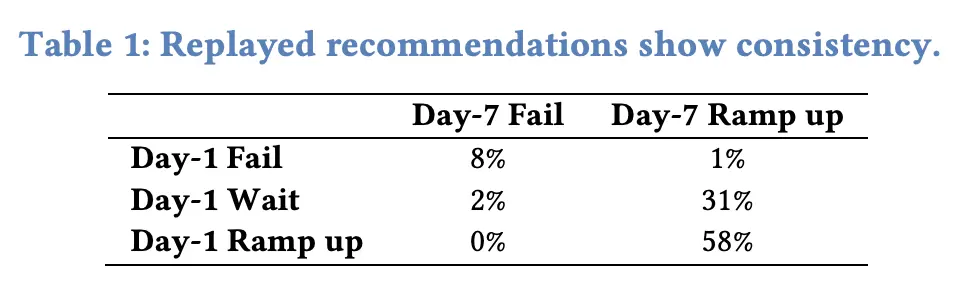 Table 1: Replayed recommendations show consistency.
Day-7 Fail Day-7 Ramp up
Day-1 Fail 8% 1%
Day-1 Wait 2% 31%
Day-1 Ramp up 0% 58%